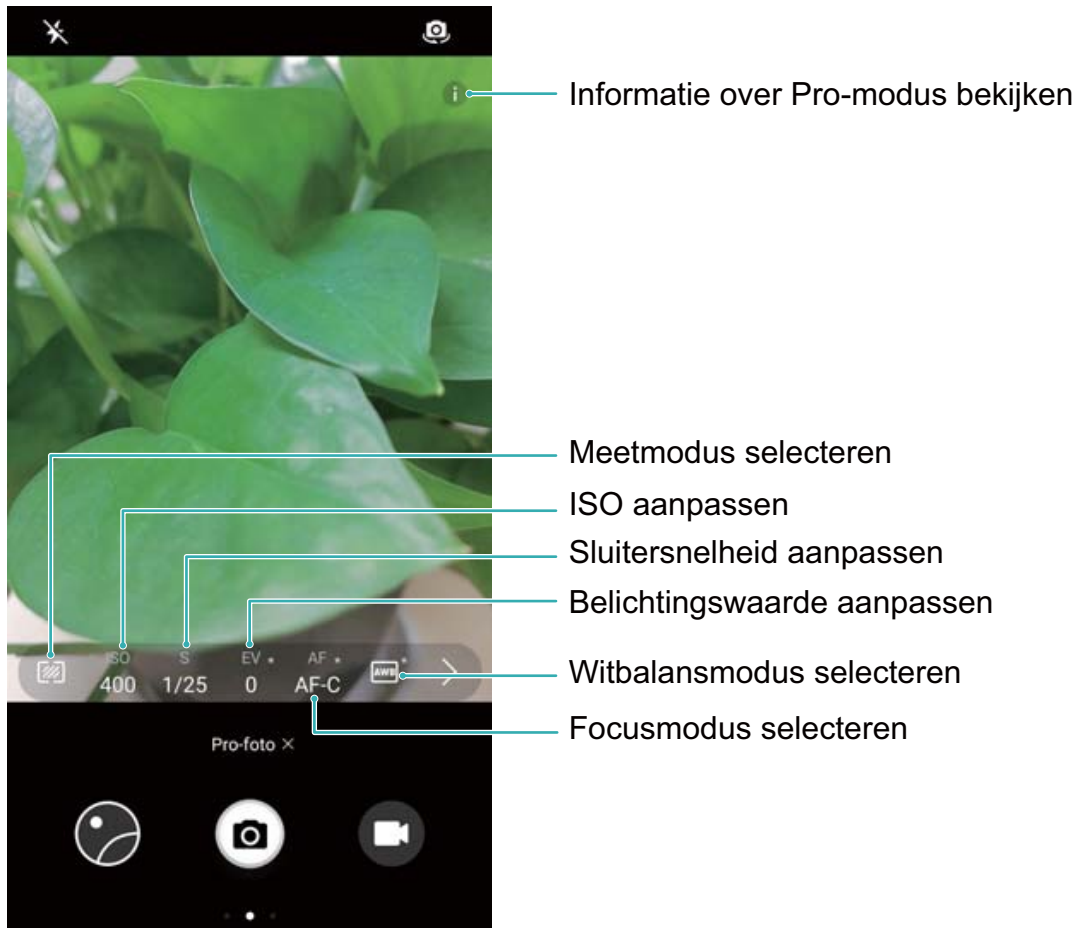 Informatie over Pro-modus bekijken
Meetmodus selecteren
ISO aanpassen
Sluitersnelheid aanpassen
Belichtingswaarde aanpassen
ISO S EV AF AWB
400 1/25 0 AF-C
Witbalansmodus selecteren
Focusmodus selecteren
Pro-foto ×